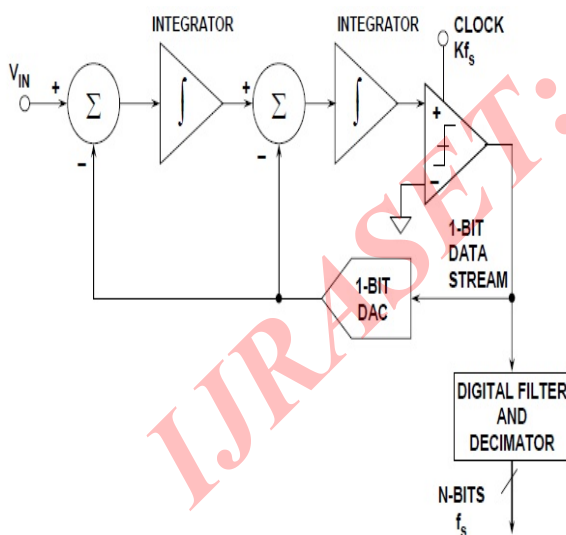 INTEGRATOR
INTEGRATOR
CLOCK
Kfs
VIN
+
Σ
∫
+
Σ
∫
+
−
−
−
1-BIT
DATA
STREAM
1-BIT
DAC
DIGITAL FILTER
AND
DECIMATOR
N-BITS
fs
IJRASET: